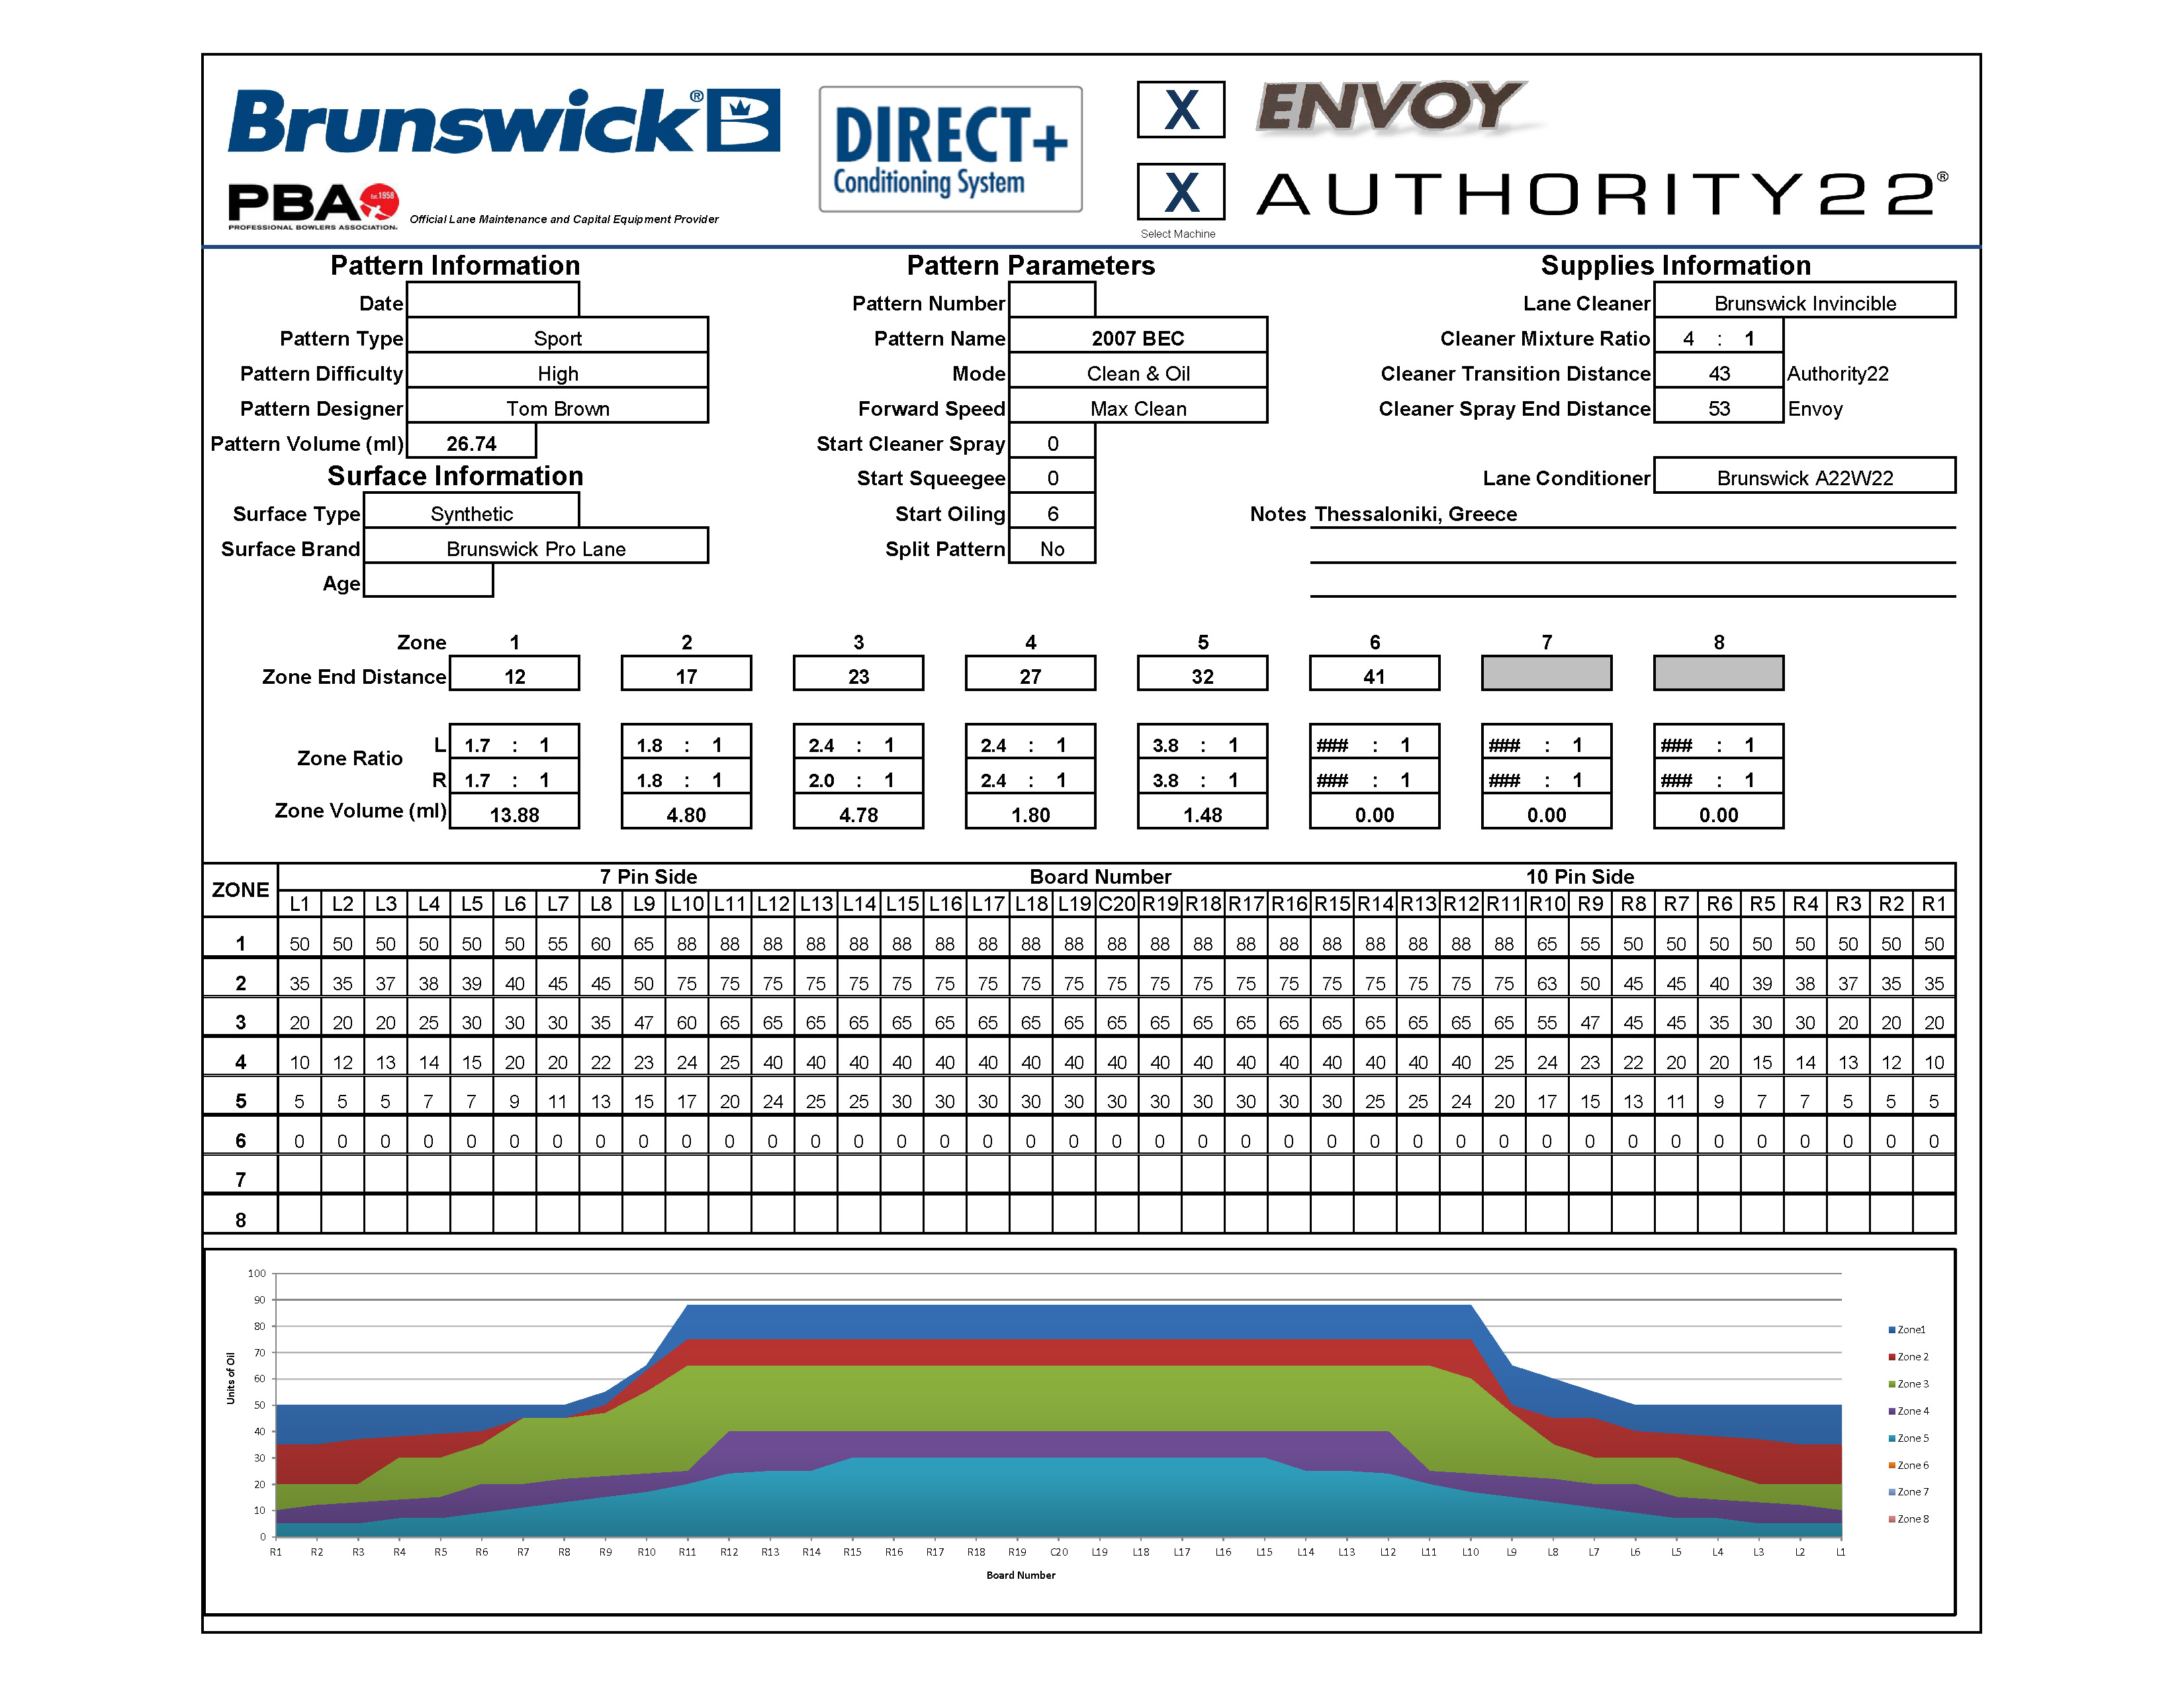 Brunswick® B
DIRECT+
Conditioning System
X ENVOY
X AUTHORITY22®
Select Machine
PBA est.1958
PROFESSIONAL BOWLERS ASSOCIATION.
Official Lane Maintenance and Capital Equipment Provider
Pattern Information
Date
Pattern Type Sport
Pattern Difficulty High
Pattern Designer Tom Brown
Pattern Volume (ml) 26.74
Surface Information
Surface Type Synthetic
Surface Brand Brunswick Pro Lane
Age
Pattern Parameters
Pattern Number
Pattern Name 2007 BEC
Mode Clean & Oil
Forward Speed Max Clean
Start Cleaner Spray 0
Start Squeegee 0
Start Oiling 6
Split Pattern No
Supplies Information
Lane Cleaner Brunswick Invincible
Cleaner Mixture Ratio 4 : 1
Cleaner Transition Distance 43 Authority22
Cleaner Spray End Distance 53 Envoy
Lane Conditioner Brunswick A22W22
Notes Thessaloniki, Greece
Zone 1 2 3 4 5 6 7 8
Zone End Distance 12 17 23 27 32 41
Zone Ratio
L 1.7 : 1 1.8 : 1 2.4 : 1 2.4 : 1 3.8 : 1 ### : 1 ### : 1 ### : 1
R 1.7 : 1 1.8 : 1 2.0 : 1 2.4 : 1 3.8 : 1 ### : 1 ### : 1 ### : 1
Zone Volume (ml) 13.88 4.80 4.78 1.80 1.48 0.00 0.00 0.00
ZONE 7 Pin Side Board Number 10 Pin Side
L1 L2 L3 L4 L5 L6 L7 L8 L9 L10 L11 L12 L13 L14 L15 L16 L17 L18 L19 C20 R19 R18 R17 R16 R15 R14 R13 R12 R11 R10 R9 R8 R7 R6 R5 R4 R3 R2 R1
1 50 50 50 50 50 50 55 60 65 88 88 88 88 88 88 88 88 88 88 88 88 88 88 88 88 88 88 88 88 65 55 50 50 50 50 50 50 50 50
2 35 35 37 38 39 40 45 45 50 75 75 75 75 75 75 75 75 75 75 75 75 75 75 75 75 75 75 75 75 63 50 45 45 40 39 38 37 35 35
3 20 20 20 25 30 30 30 35 47 60 65 65 65 65 65 65 65 65 65 65 65 65 65 65 65 65 65 65 65 55 47 45 45 35 30 30 20 20 20
4 10 12 13 14 15 20 20 22 23 24 25 40 40 40 40 40 40 40 40 40 40 40 40 40 40 40 40 40 25 24 23 22 20 20 15 14 13 12 10
5 5 5 5 7 7 9 11 13 15 17 20 24 25 25 30 30 30 30 30 30 30 30 30 30 30 25 25 24 20 17 15 13 11 9 7 7 5 5 5
6 0 0 0 0 0 0 0 0 0 0 0 0 0 0 0 0 0 0 0 0 0 0 0 0 0 0 0 0 0 0 0 0 0 0 0 0 0 0 0
7
8
Units of Oil
100
90
80
70
60
50
40
30
20
10
0
R1 R2 R3 R4 R5 R6 R7 R8 R9 R10 R11 R12 R13 R14 R15 R16 R17 R18 R19 C20 L19 L18 L17 L16 L15 L14 L13 L12 L11 L10 L9 L8 L7 L6 L5 L4 L3 L2 L1
Board Number
Zone1
Zone 2
Zone 3
Zone 4
Zone 5
Zone 6
Zone 7
Zone 8